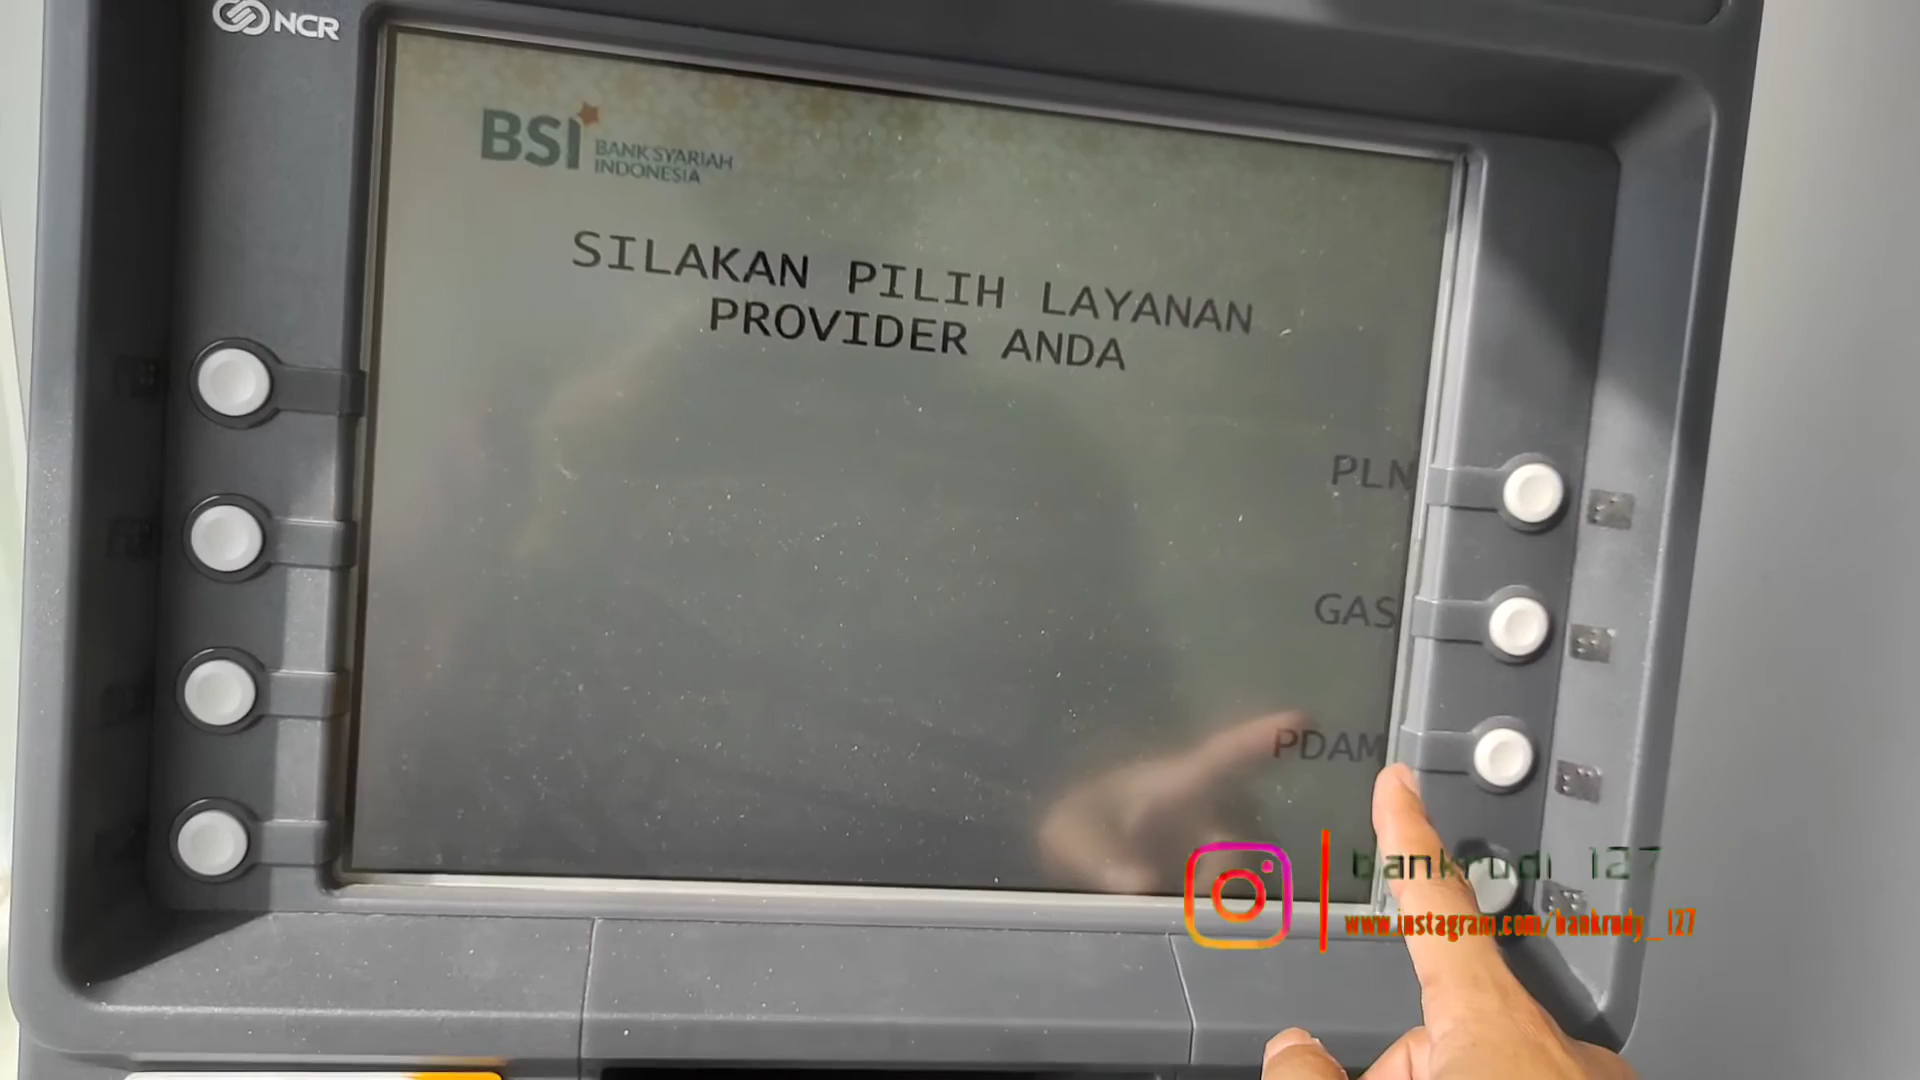 NCR
BSI BANK SYARIAH
INDONESIA
SILAKAN PILIH LAYANAN
PROVIDER ANDA
PLN
GAS
PDAM
bankrudi_127
www.instagram.com/bankrudy_127